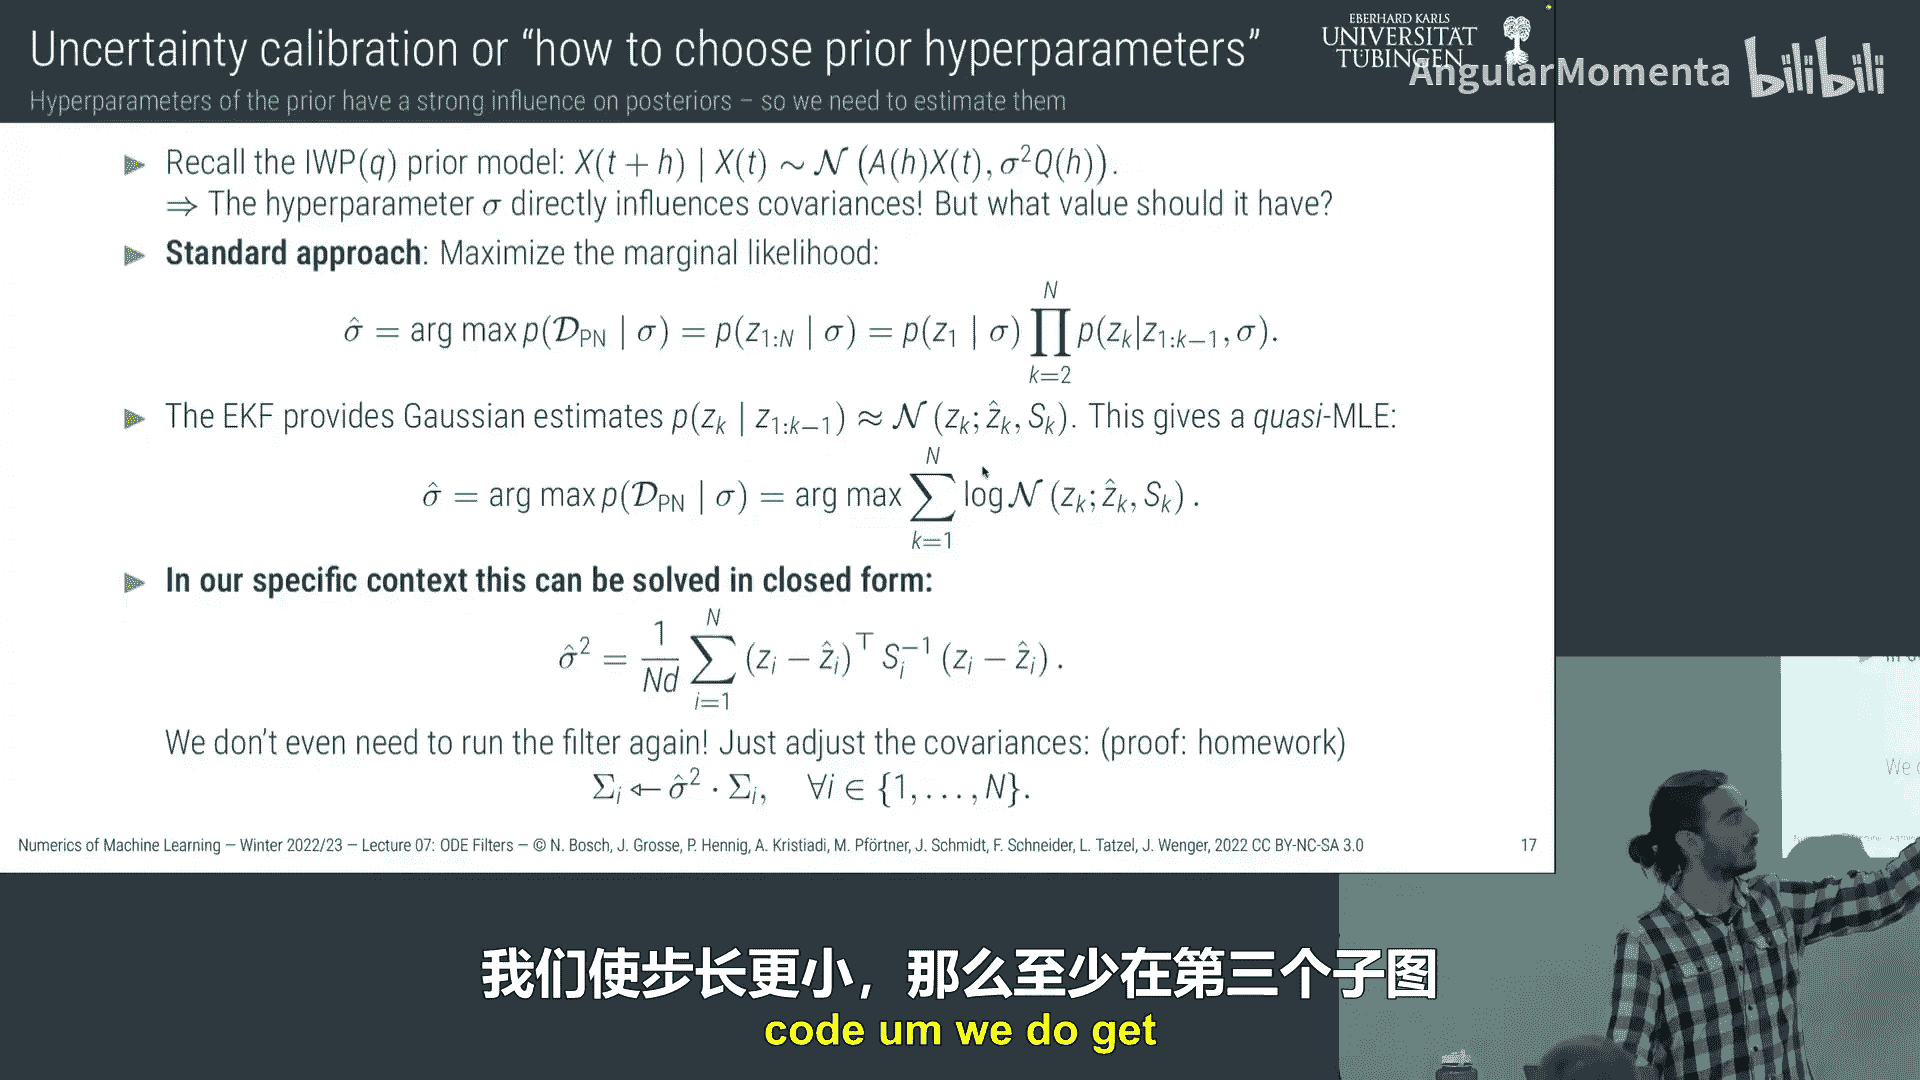 Uncertainty calibration or “how to choose prior hyperparameters”
Hyperparameters of the prior have a strong influence on posteriors – so we need to estimate them
EBERHARD KARLS
UNIVERSITÄT
TÜBINGEN
AngularMomenta bilibili
Recall the IWP(q) prior model: X(t + h) | X(t) ∼ 𝒩 (A(h)X(t), σ²Q(h)).
⇒ The hyperparameter σ directly influences covariances! But what value should it have?
Standard approach: Maximize the marginal likelihood:
σ̂ = arg max p(𝒟_PN | σ) = p(z_{1:N} | σ) = p(z_1 | σ) ∏_{k=2}^{N} p(z_k|z_{1:k−1}, σ).
The EKF provides Gaussian estimates p(z_k | z_{1:k−1}) ≈ 𝒩 (z_k; ẑ_k, S_k). This gives a quasi-MLE:
σ̂ = arg max p(𝒟_PN | σ) = arg max ∑_{k=1}^{N} log 𝒩 (z_k; ẑ_k, S_k) .
In our specific context this can be solved in closed form:
σ̂² = 1/(Nd) ∑_{i=1}^{N} (z_i − ẑ_i)^⊤ S_i^{−1} (z_i − ẑ_i) .
We don’t even need to run the filter again! Just adjust the covariances: (proof: homework)
Σ_i ← σ̂² · Σ_i, ∀i ∈ {1, . . . , N}.
Numerics of Machine Learning – Winter 2022/23 – Lecture 07: ODE Filters – © N. Bosch, J. Grosse, P. Hennig, A. Kristiadi, M. Pförtner, J. Schmidt, F. Schneider, L. Tatzel, J. Wenger, 2022 CC BY-NC-SA 3.0 17
我们使步长更小，那么至少在第三个子图
code um we do get